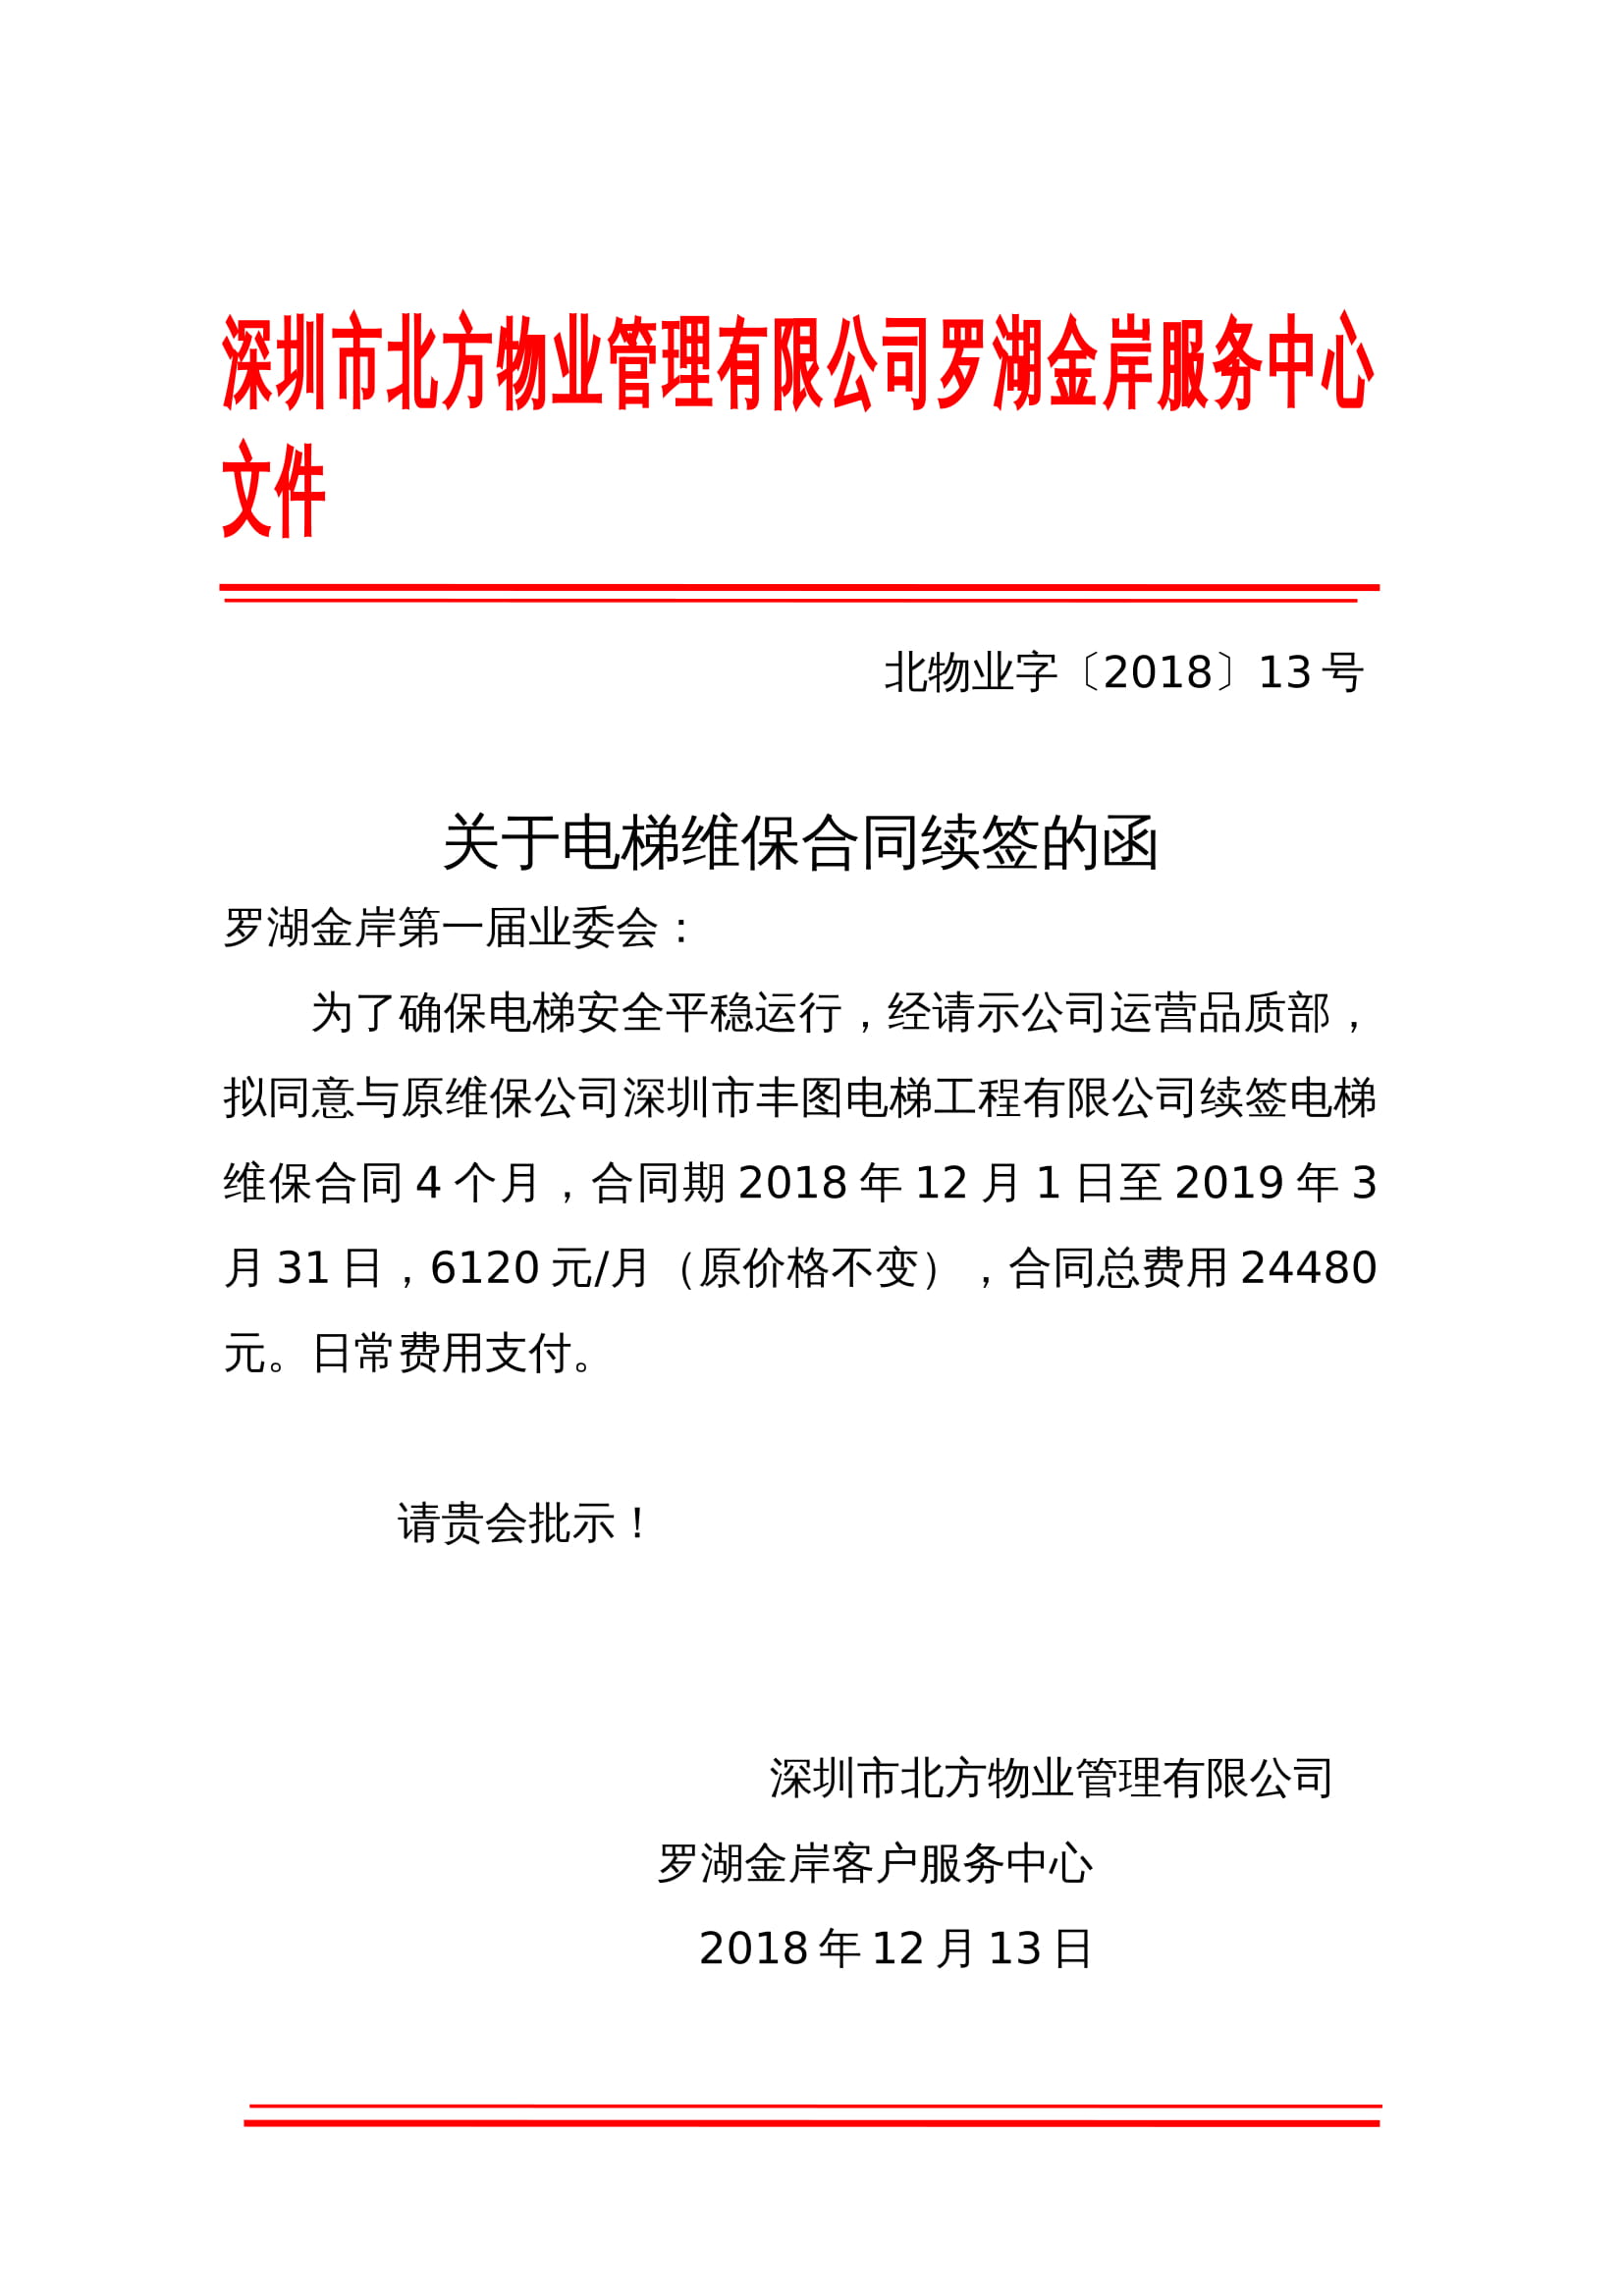 深圳市北方物业管理有限公司罗湖金岸服务中心
文件
北物业字〔2018〕13 号
关于电梯维保合同续签的函
罗湖金岸第一届业委会：
为了确保电梯安全平稳运行，经请示公司运营品质部，
拟同意与原维保公司深圳市丰图电梯工程有限公司续签电梯
维保合同 4 个月，合同期 2018 年 12 月 1 日至 2019 年 3
月 31 日，6120 元/月（原价格不变），合同总费用 24480
元。日常费用支付。
请贵会批示！
深圳市北方物业管理有限公司
罗湖金岸客户服务中心
2018 年 12 月 13 日